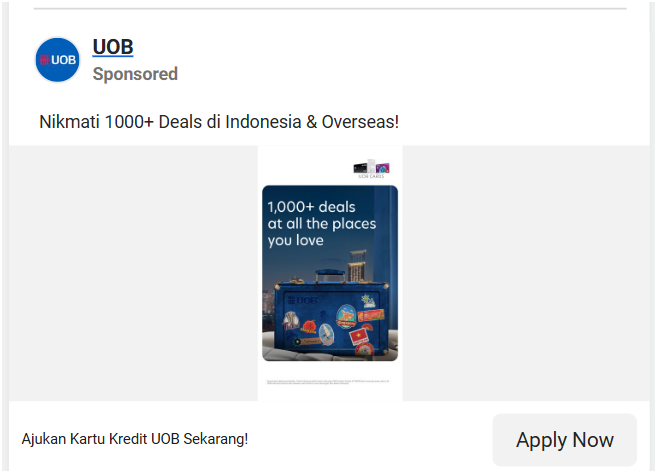 UOB
UOB
Sponsored
Nikmati 1000+ Deals di Indonesia & Overseas!
UOB CARDS
1,000+ deals
at all the places
you love
UOB
Ajukan Kartu Kredit UOB Sekarang!
Apply Now